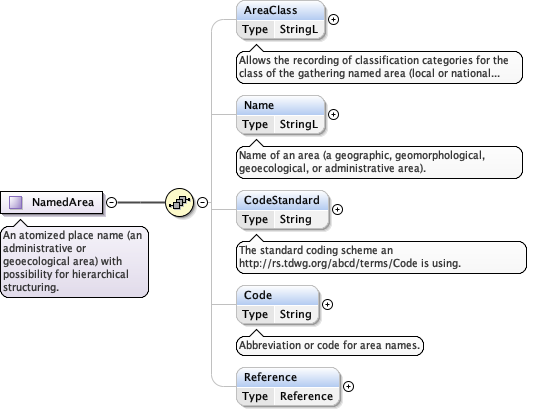 AreaClass
Type StringL
Allows the recording of classification categories for the
class of the gathering named area (local or national...
Name
Type StringL
Name of an area (a geographic, geomorphological,
geoecological, or administrative area).
NamedArea
An atomized place name (an
administrative or
geoecological area) with
possibility for hierarchical
structuring.
CodeStandard
Type String
The standard coding scheme an
http://rs.tdwg.org/abcd/terms/Code is using.
Code
Type String
Abbreviation or code for area names.
Reference
Type Reference